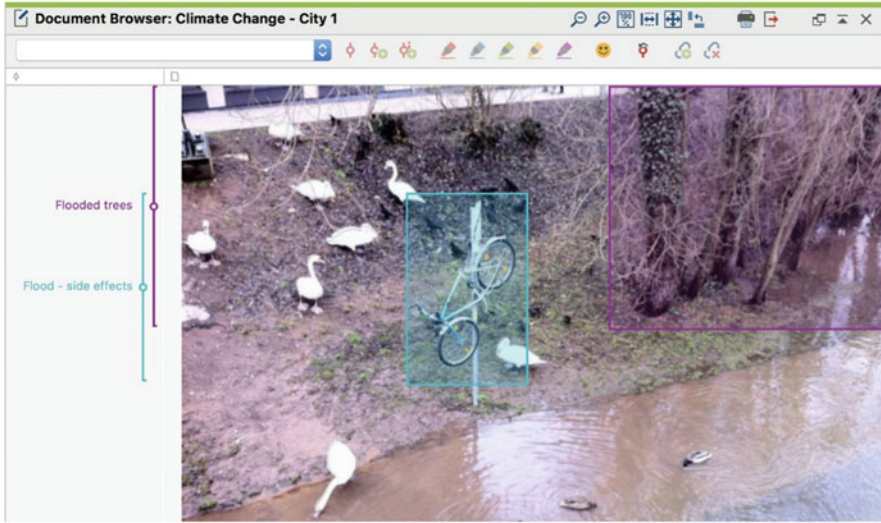 Document Browser: Climate Change - City 1
Flooded trees
Flood - side effects